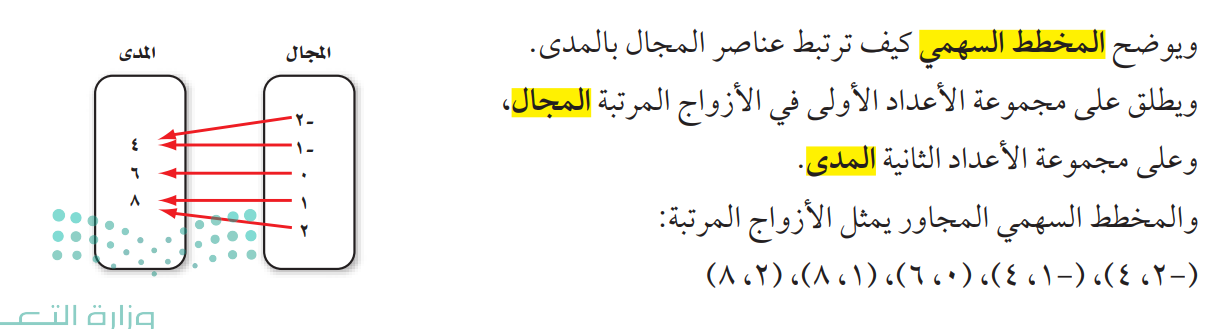 ويوضح المخطط السهمي كيف ترتبط عناصر المجال بالمدى.
ويطلق على مجموعة الأعداد الأولى في الأزواج المرتبة المجال،
وعلى مجموعة الأعداد الثانية المدى.
والمخطط السهمي المجاور يمثل الأزواج المرتبة:
(−٢، ٤)، (−١، ٤)، (٠، ٦)، (١، ٨)، (٢، ٨)
المجال
-٢
-١
٠
١
٢
المدى
٤
٦
٨
وزارة التعـ